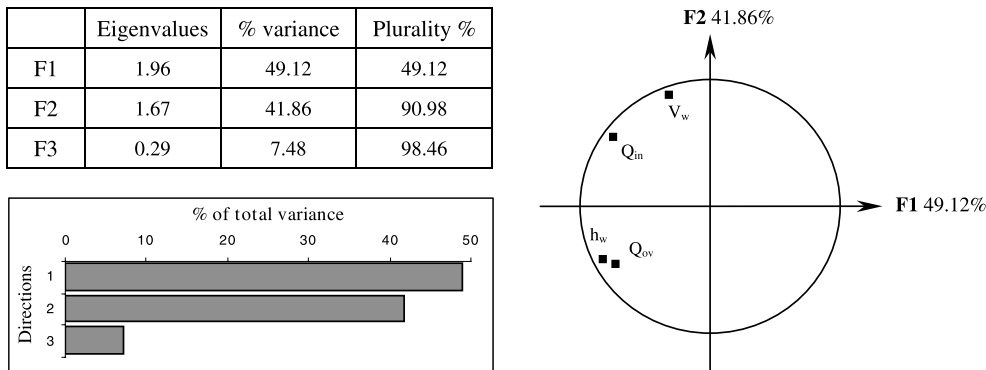 Eigenvalues % variance Plurality %
F1 1.96 49.12 49.12
F2 1.67 41.86 90.98
F3 0.29 7.48 98.46
% of total variance
0 10 20 30 40 50
Directions
1
2
3
F2 41.86%
Vw
Qin
F1 49.12%
hw
Qov